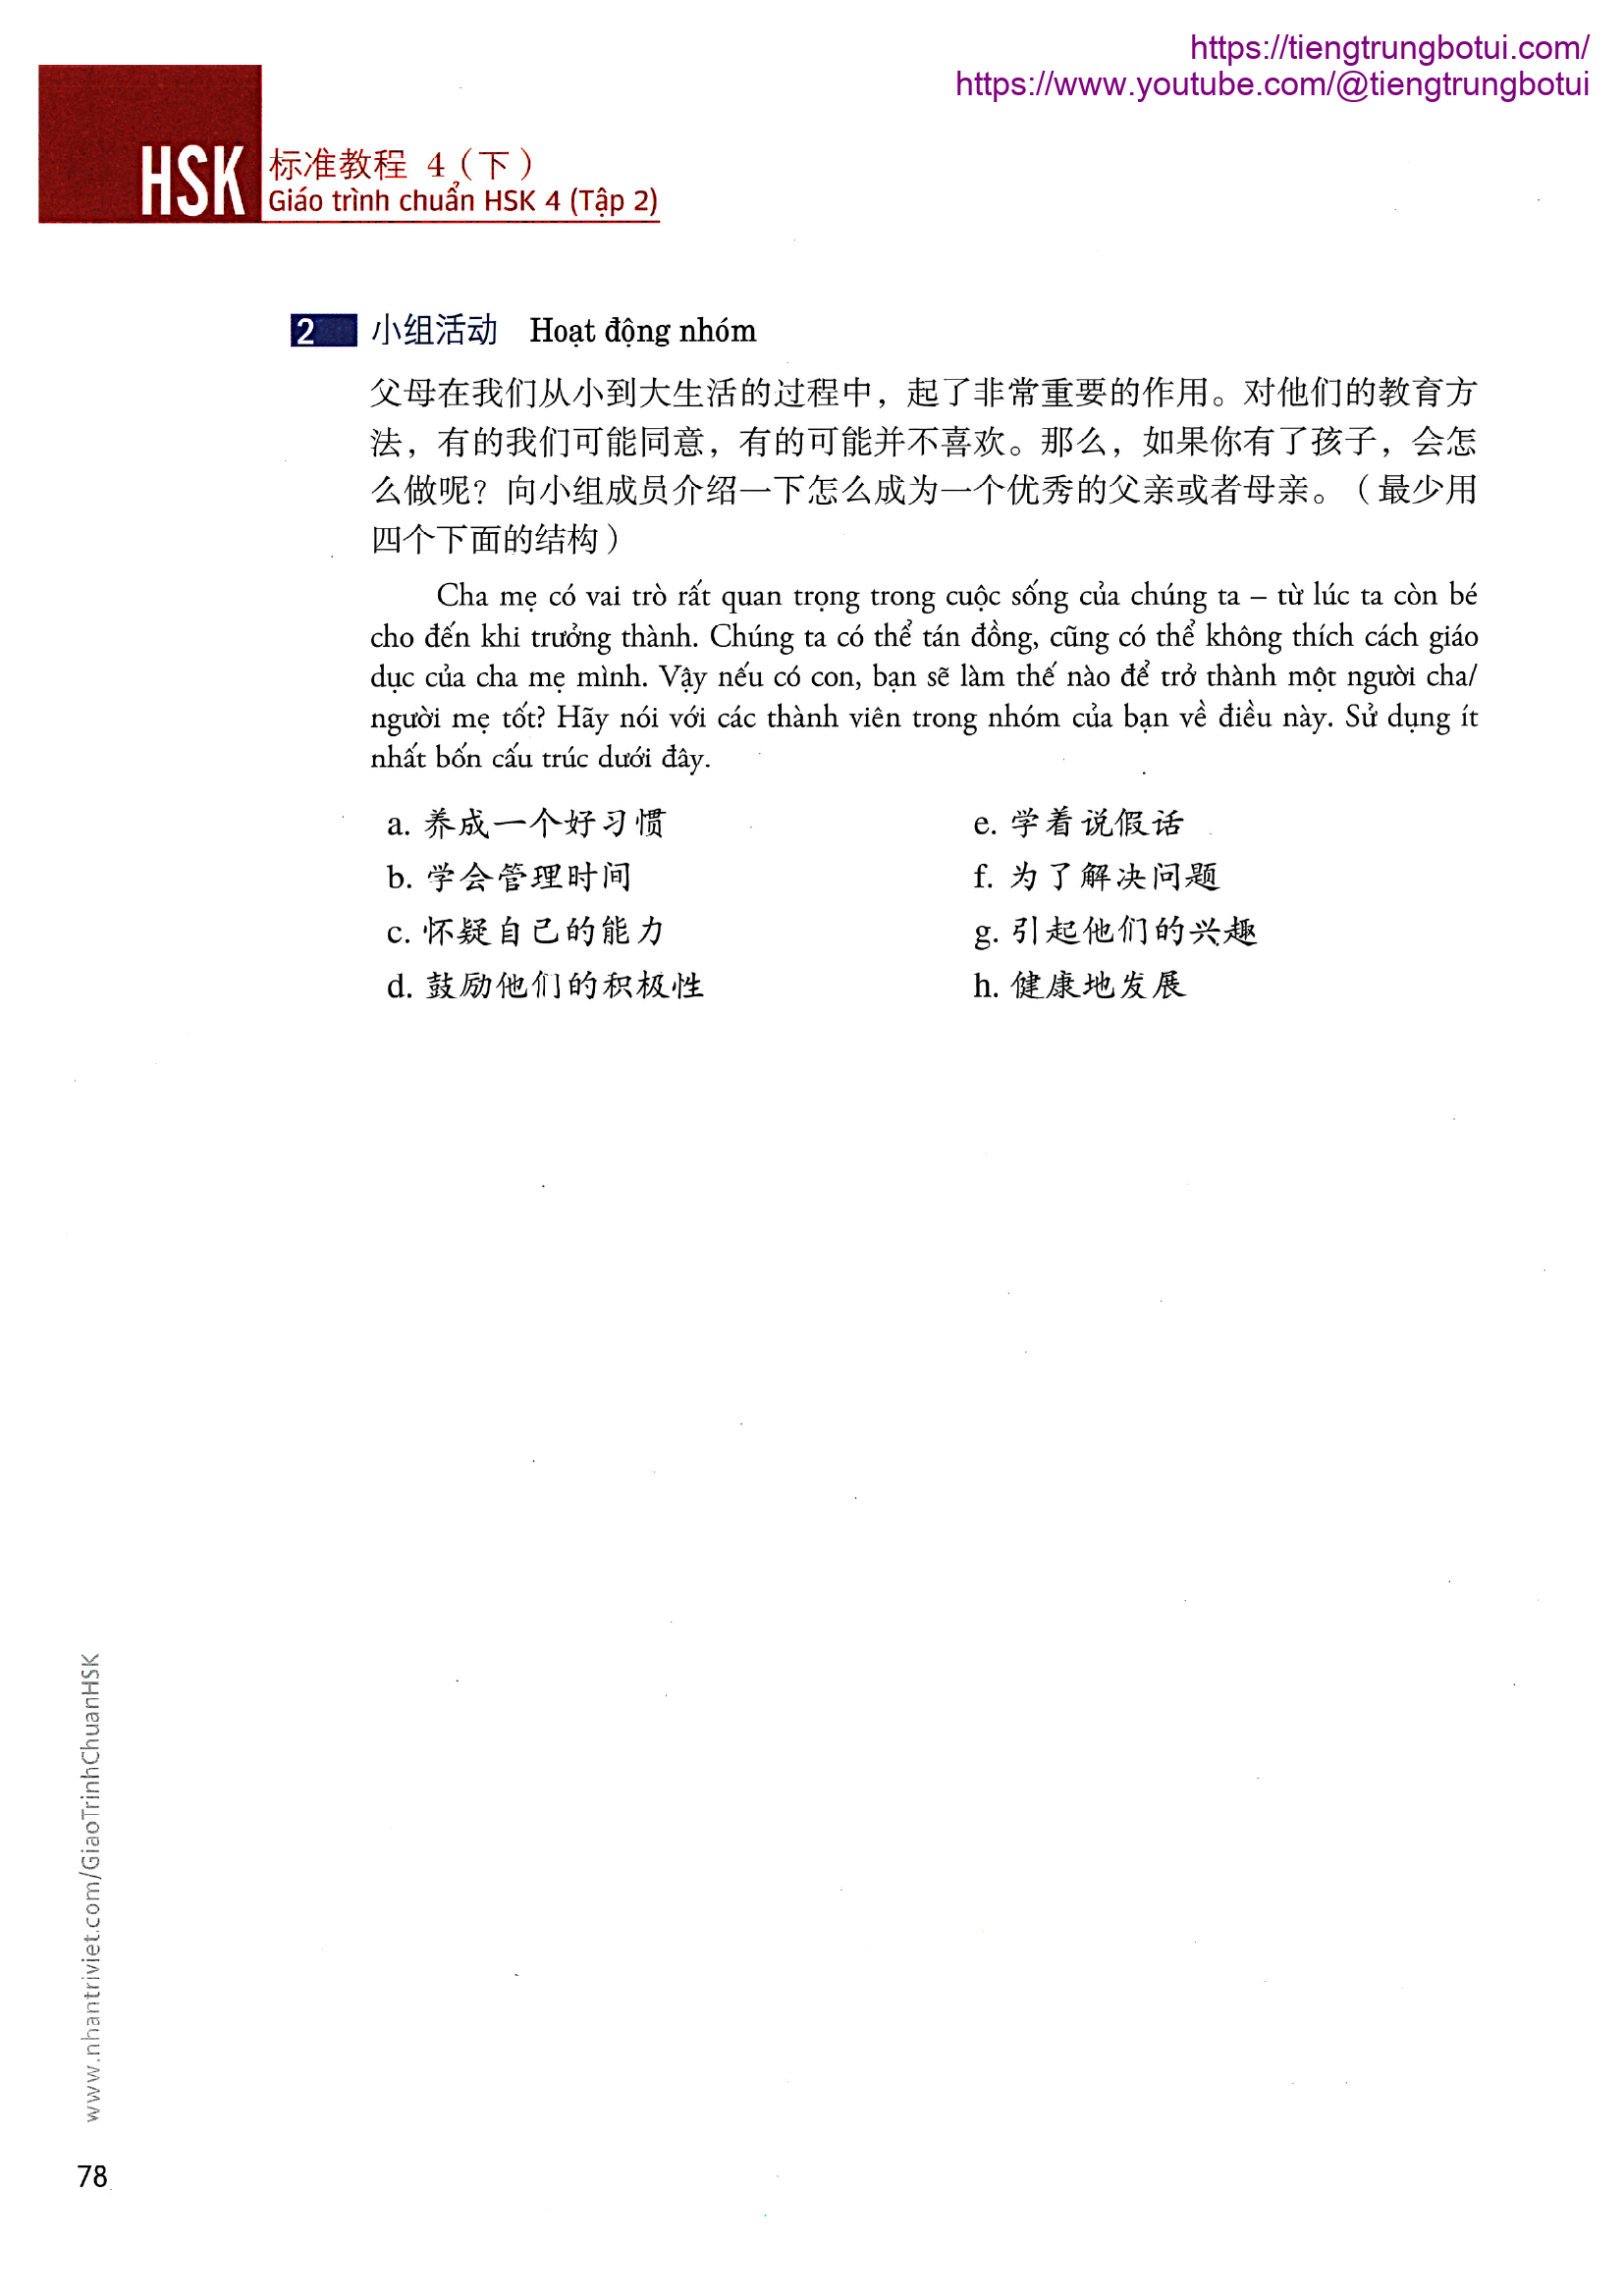 https://tiengtrungbotui.com/
https://www.youtube.com/@tiengtrungbotui
HSK 标准教程 4（下）
Giáo trình chuẩn HSK 4 (Tập 2)
2 小组活动 Hoạt động nhóm
父母在我们从小到大生活的过程中，起了非常重要的作用。对他们的教育方
法，有的我们可能同意，有的可能并不喜欢。那么，如果你有了孩子，会怎
么做呢？向小组成员介绍一下怎么成为一个优秀的父亲或者母亲。（最少用
四个下面的结构）
Cha mẹ có vai trò rất quan trọng trong cuộc sống của chúng ta – từ lúc ta còn bé
cho đến khi trưởng thành. Chúng ta có thể tán đồng, cũng có thể không thích cách giáo
dục của cha mẹ mình. Vậy nếu có con, bạn sẽ làm thế nào để trở thành một người cha/
người mẹ tốt? Hãy nói với các thành viên trong nhóm của bạn về điều này. Sử dụng ít
nhất bốn cấu trúc dưới đây.
a. 养成一个好习惯
b. 学会管理时间
c. 怀疑自己的能力
d. 鼓励他们的积极性
e. 学着说假话
f. 为了解决问题
g. 引起他们的兴趣
h. 健康地发展
www.nhantriviet.com/GiaoTrinhChuanHSK
78